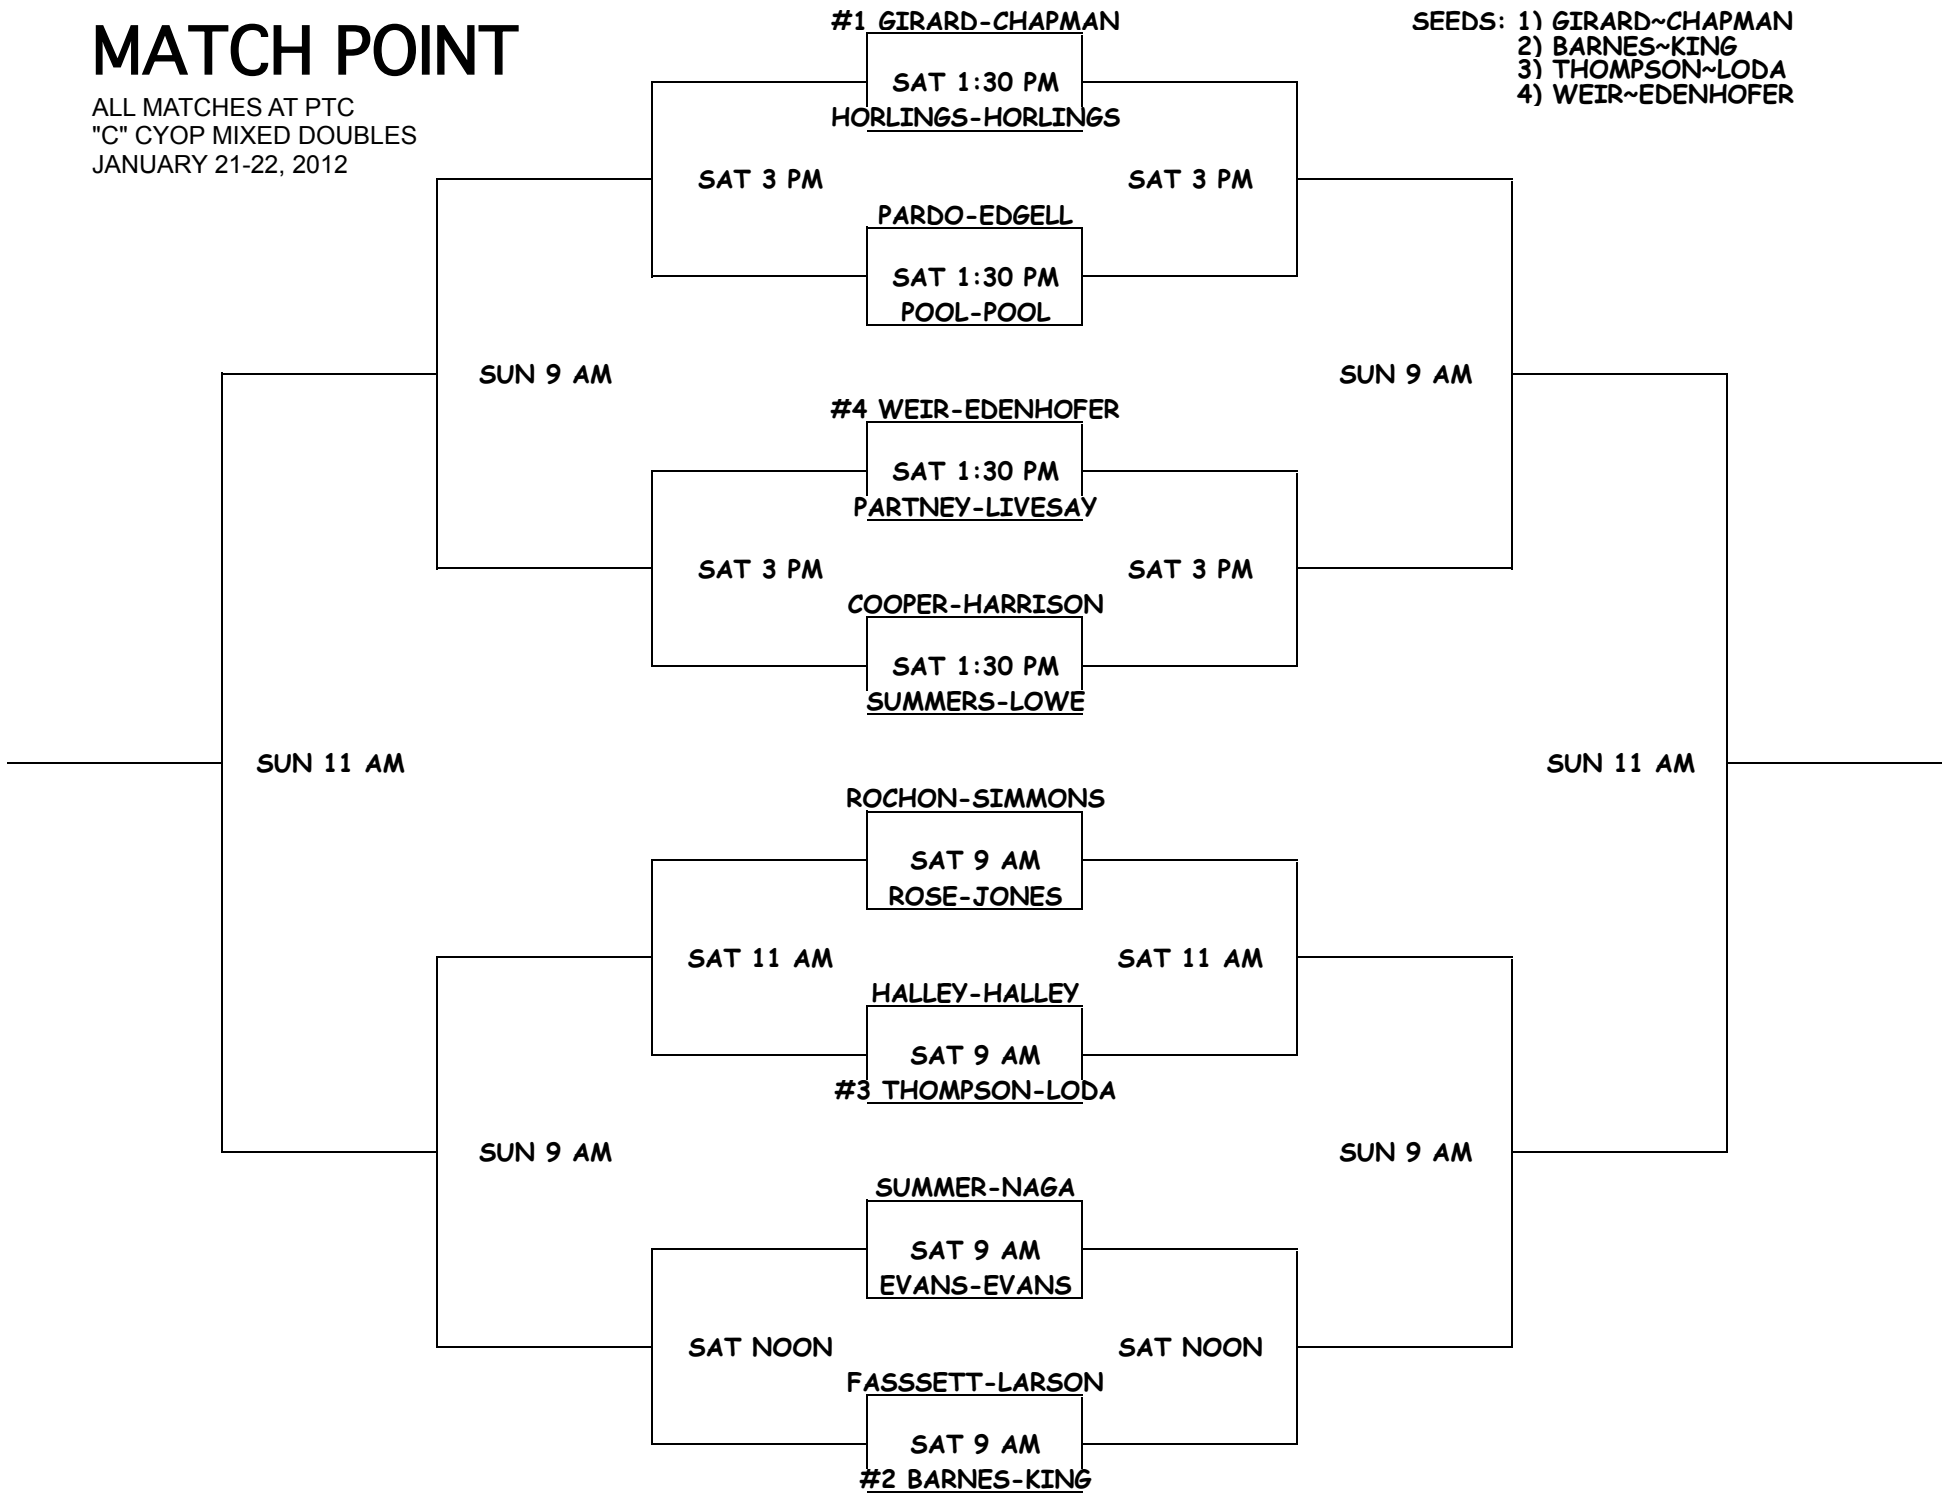 MATCH POINT
ALL MATCHES AT PTC
"C" CYOP MIXED DOUBLES
JANUARY 21-22, 2012
SEEDS: 1) GIRARD~CHAPMAN
2) BARNES~KING
3) THOMPSON~LODA
4) WEIR~EDENHOFER
#1 GIRARD-CHAPMAN
SAT 1:30 PM
HORLINGS-HORLINGS
SAT 3 PM SAT 3 PM
PARDO-EDGELL
SAT 1:30 PM
POOL-POOL
SUN 9 AM SUN 9 AM
#4 WEIR-EDENHOFER
SAT 1:30 PM
PARTNEY-LIVESAY
SAT 3 PM SAT 3 PM
COOPER-HARRISON
SAT 1:30 PM
SUMMERS-LOWE
SUN 11 AM SUN 11 AM
ROCHON-SIMMONS
SAT 9 AM
ROSE-JONES
SAT 11 AM SAT 11 AM
HALLEY-HALLEY
SAT 9 AM
#3 THOMPSON-LODA
SUN 9 AM SUN 9 AM
SUMMER-NAGA
SAT 9 AM
EVANS-EVANS
SAT NOON SAT NOON
FASSSETT-LARSON
SAT 9 AM
#2 BARNES-KING